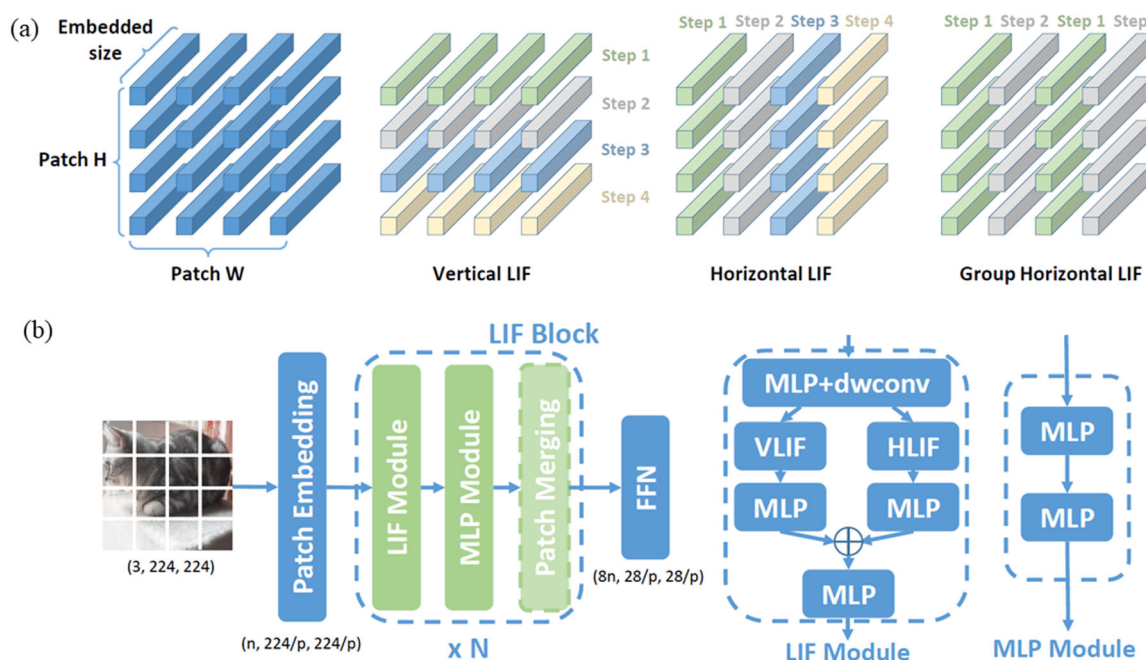 (a)
Embedded
size
Patch H
Patch W
Step 1
Step 2
Step 3
Step 4
Vertical LIF
Step 1 Step 2 Step 3 Step 4
Horizontal LIF
Step 1 Step 2 Step 1 Step
Group Horizontal LIF
(b)
(3, 224, 224)
Patch Embedding
(n, 224/p, 224/p)
LIF Block
LIF Module
MLP Module
Patch Merging
x N
FFN
(8n, 28/p, 28/p)
MLP+dwconv
VLIF HLIF
MLP MLP
MLP
LIF Module
MLP
MLP
MLP Module